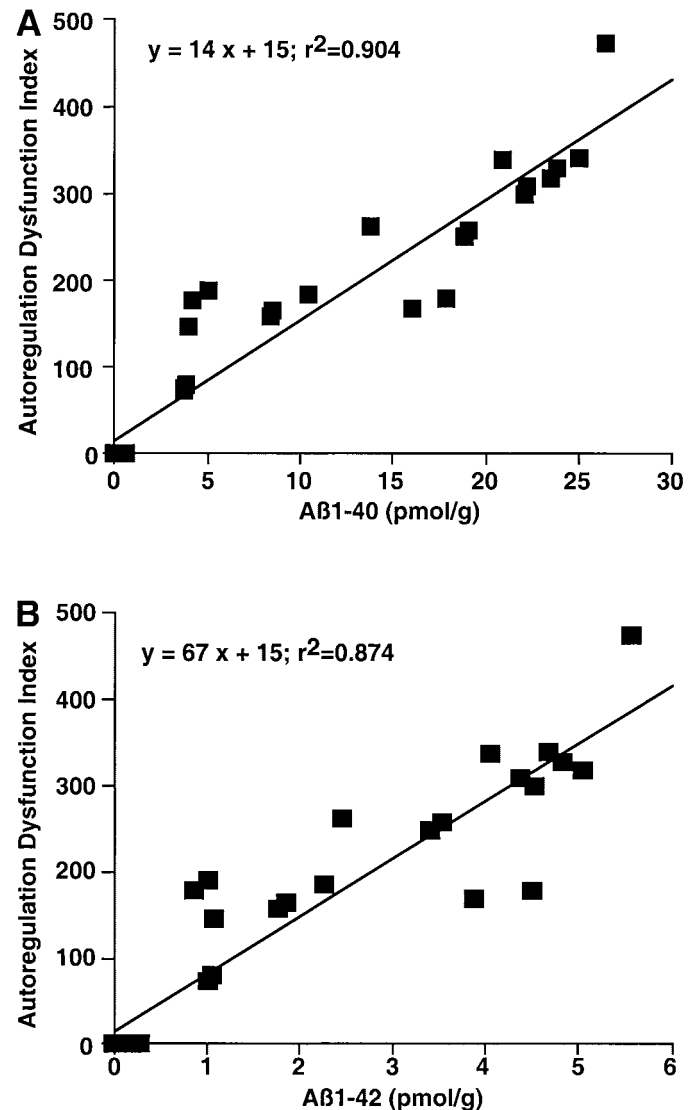 A
Autoregulation Dysfunction Index
500
400
300
200
100
0
y = 14 x + 15; r2=0.904
0 5 10 15 20 25 30
Aß1-40 (pmol/g)
B
Autoregulation Dysfunction Index
500
400
300
200
100
0
y = 67 x + 15; r2=0.874
0 1 2 3 4 5 6
Aß1-42 (pmol/g)